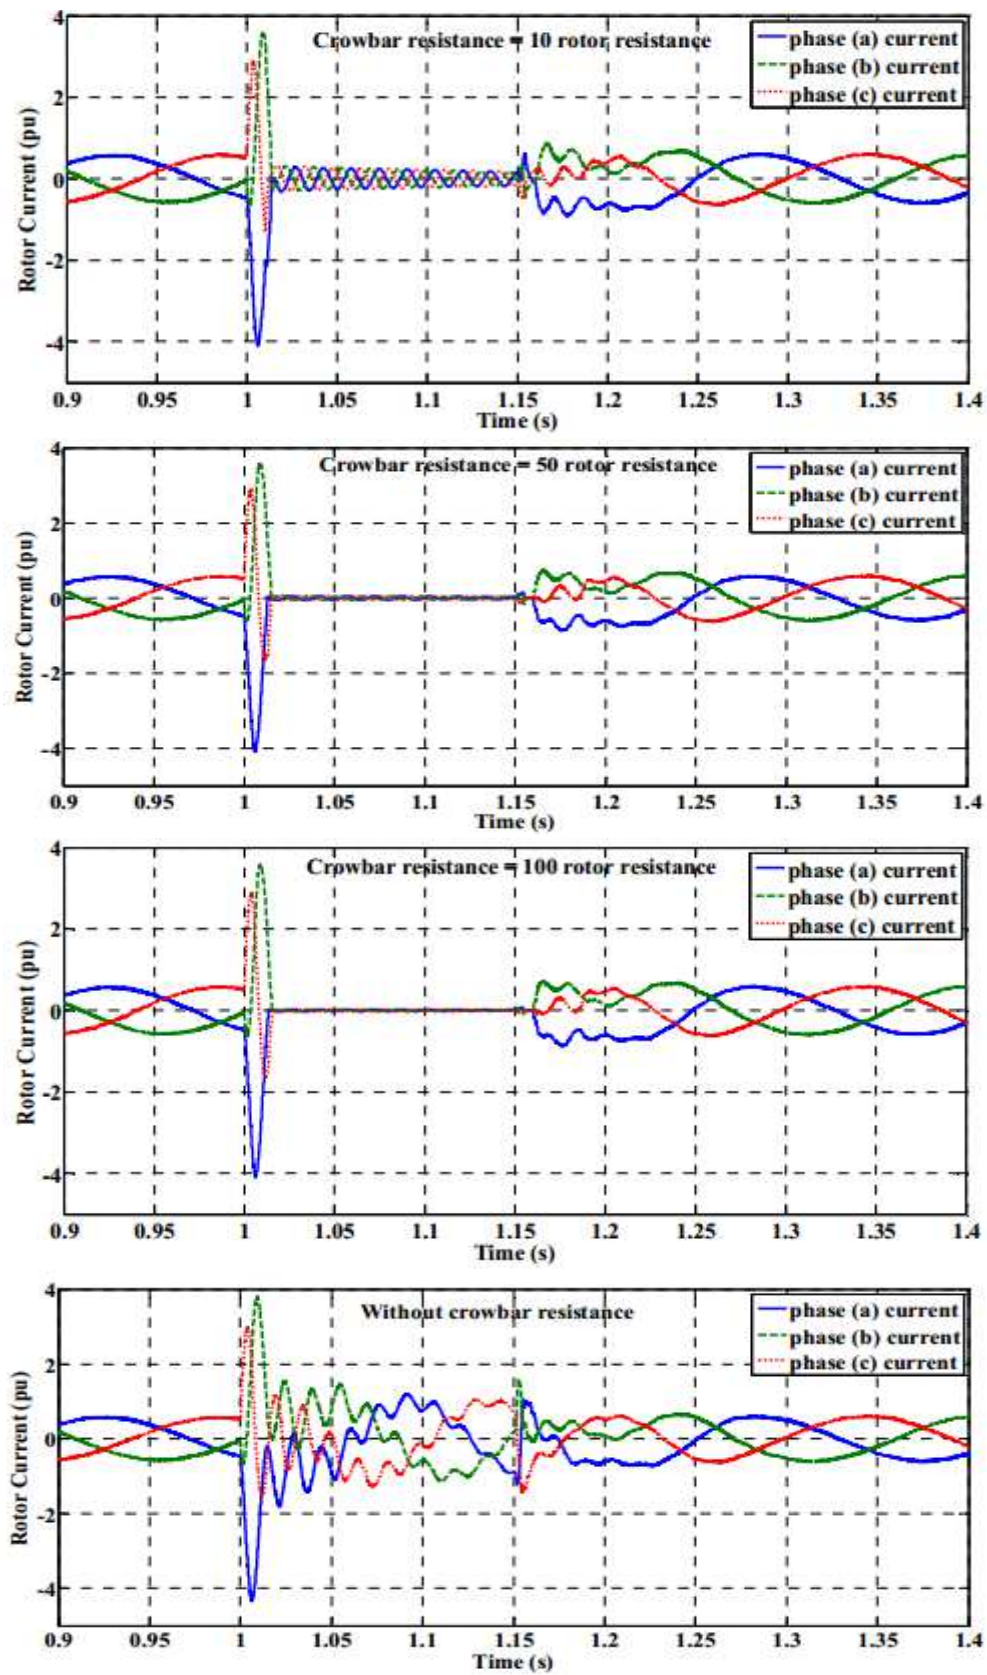 Crowbar resistance = 10 rotor resistance
phase (a) current
phase (b) current
phase (c) current
Rotor Current (pu)
4
2
0
-2
-4
0.9 0.95 1 1.05 1.1 1.15 1.2 1.25 1.3 1.35 1.4
Time (s)
Crowbar resistance = 50 rotor resistance
phase (a) current
phase (b) current
phase (c) current
Rotor Current (pu)
4
2
0
-2
-4
0.9 0.95 1 1.05 1.1 1.15 1.2 1.25 1.3 1.35 1.4
Time (s)
Crowbar resistance = 100 rotor resistance
phase (a) current
phase (b) current
phase (c) current
Rotor Current (pu)
4
2
0
-2
-4
0.9 0.95 1 1.05 1.1 1.15 1.2 1.25 1.3 1.35 1.4
Time (s)
Without crowbar resistance
phase (a) current
phase (b) current
phase (c) current
Rotor Current (pu)
4
2
0
-2
-4
0.9 0.95 1 1.05 1.1 1.15 1.2 1.25 1.3 1.35 1.4
Time (s)